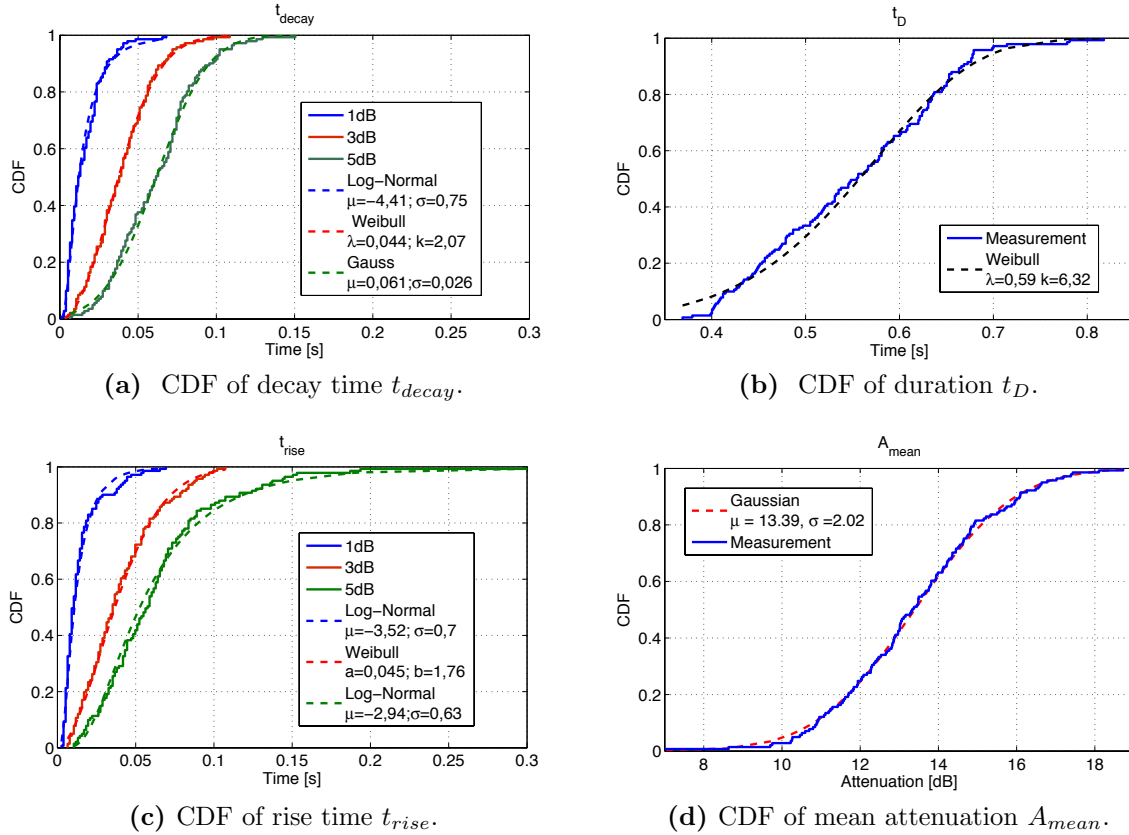 t_decay
CDF
1
0.8
0.6
0.4
0.2
0
0 0.05 0.1 0.15 0.2 0.25 0.3
Time [s]
1dB
3dB
5dB
Log−Normal
μ=−4,41; σ=0,75
Weibull
λ=0,044; k=2,07
Gauss
μ=0,061;σ=0,026
(a) CDF of decay time t_decay.
t_D
CDF
1
0.8
0.6
0.4
0.2
0
0.4 0.5 0.6 0.7 0.8
Time [s]
Measurement
Weibull
λ=0,59 k=6,32
(b) CDF of duration t_D.
t_rise
CDF
1
0.8
0.6
0.4
0.2
0
0 0.05 0.1 0.15 0.2 0.25 0.3
Time [s]
1dB
3dB
5dB
Log−Normal
μ=−3,52; σ=0,7
Weibull
a=0,045; b=1,76
Log−Normal
μ=−2,94;σ=0,63
(c) CDF of rise time t_rise.
A_mean
CDF
1
0.8
0.6
0.4
0.2
0
8 10 12 14 16 18
Attenuation [dB]
Gaussian
μ = 13.39, σ =2.02
Measurement
(d) CDF of mean attenuation A_mean.